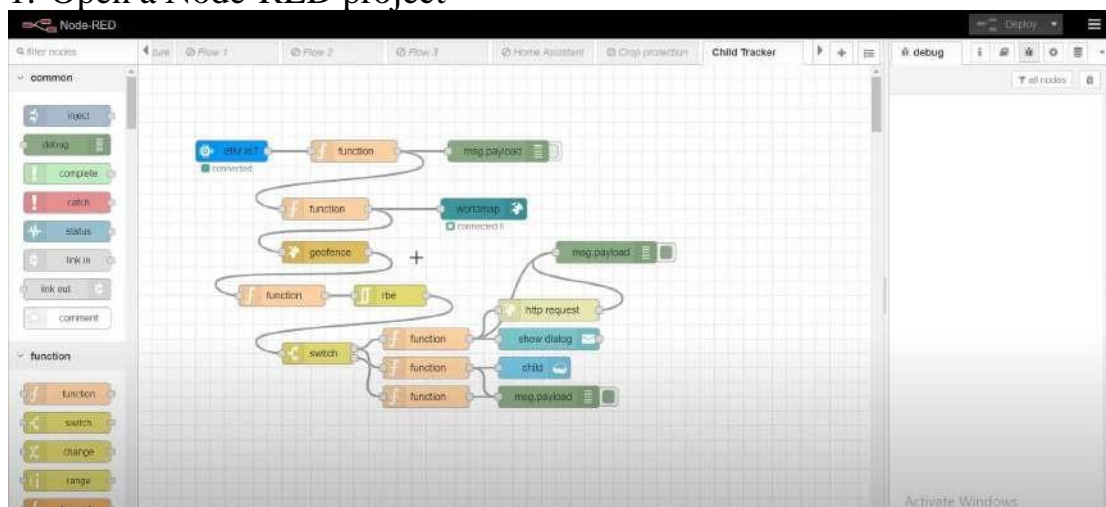 1. Open a Node-RED project
Node-RED
Deploy
filter nodes
Flow 1
Flow 2
Flow 3
Home Assistant
Crop protection
Child Tracker
debug
i
all nodes
common
inject
debug
complete
catch
status
link in
link out
comment
function
function
switch
change
range
IBM IoT
connected
function
msg.payload
function
worldmap
connected
geofence
msg.payload
function
rbe
http request
switch
function
show dialog
function
child
function
msg.payload
Activate Windows